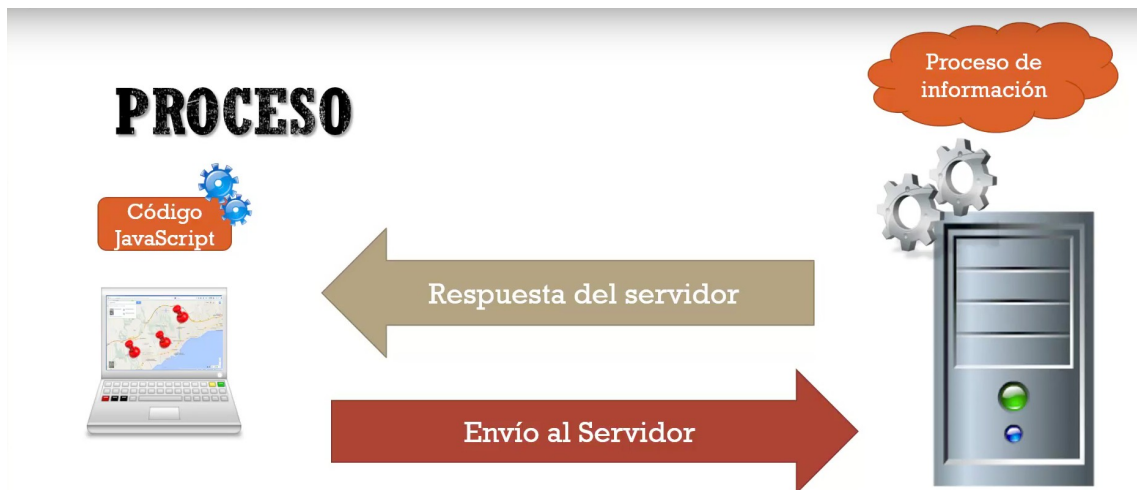 Proceso de
información
PROCESO
Código
JavaScript
Respuesta del servidor
Envío al Servidor